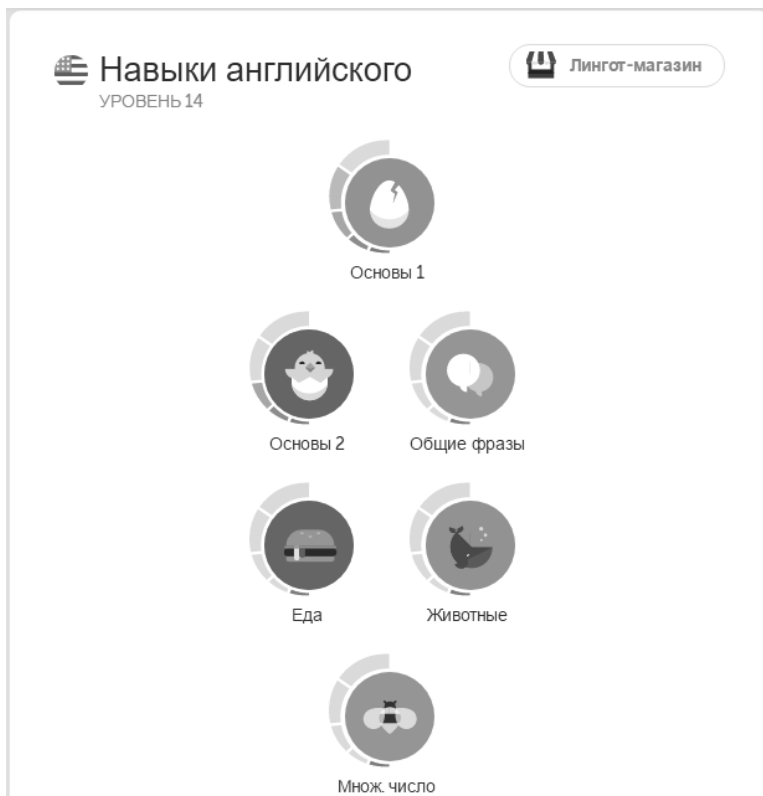 Навыки английского
Лингот-магазин
УРОВЕНЬ 14
Основы 1
Основы 2
Общие фразы
Еда
Животные
Множ. число